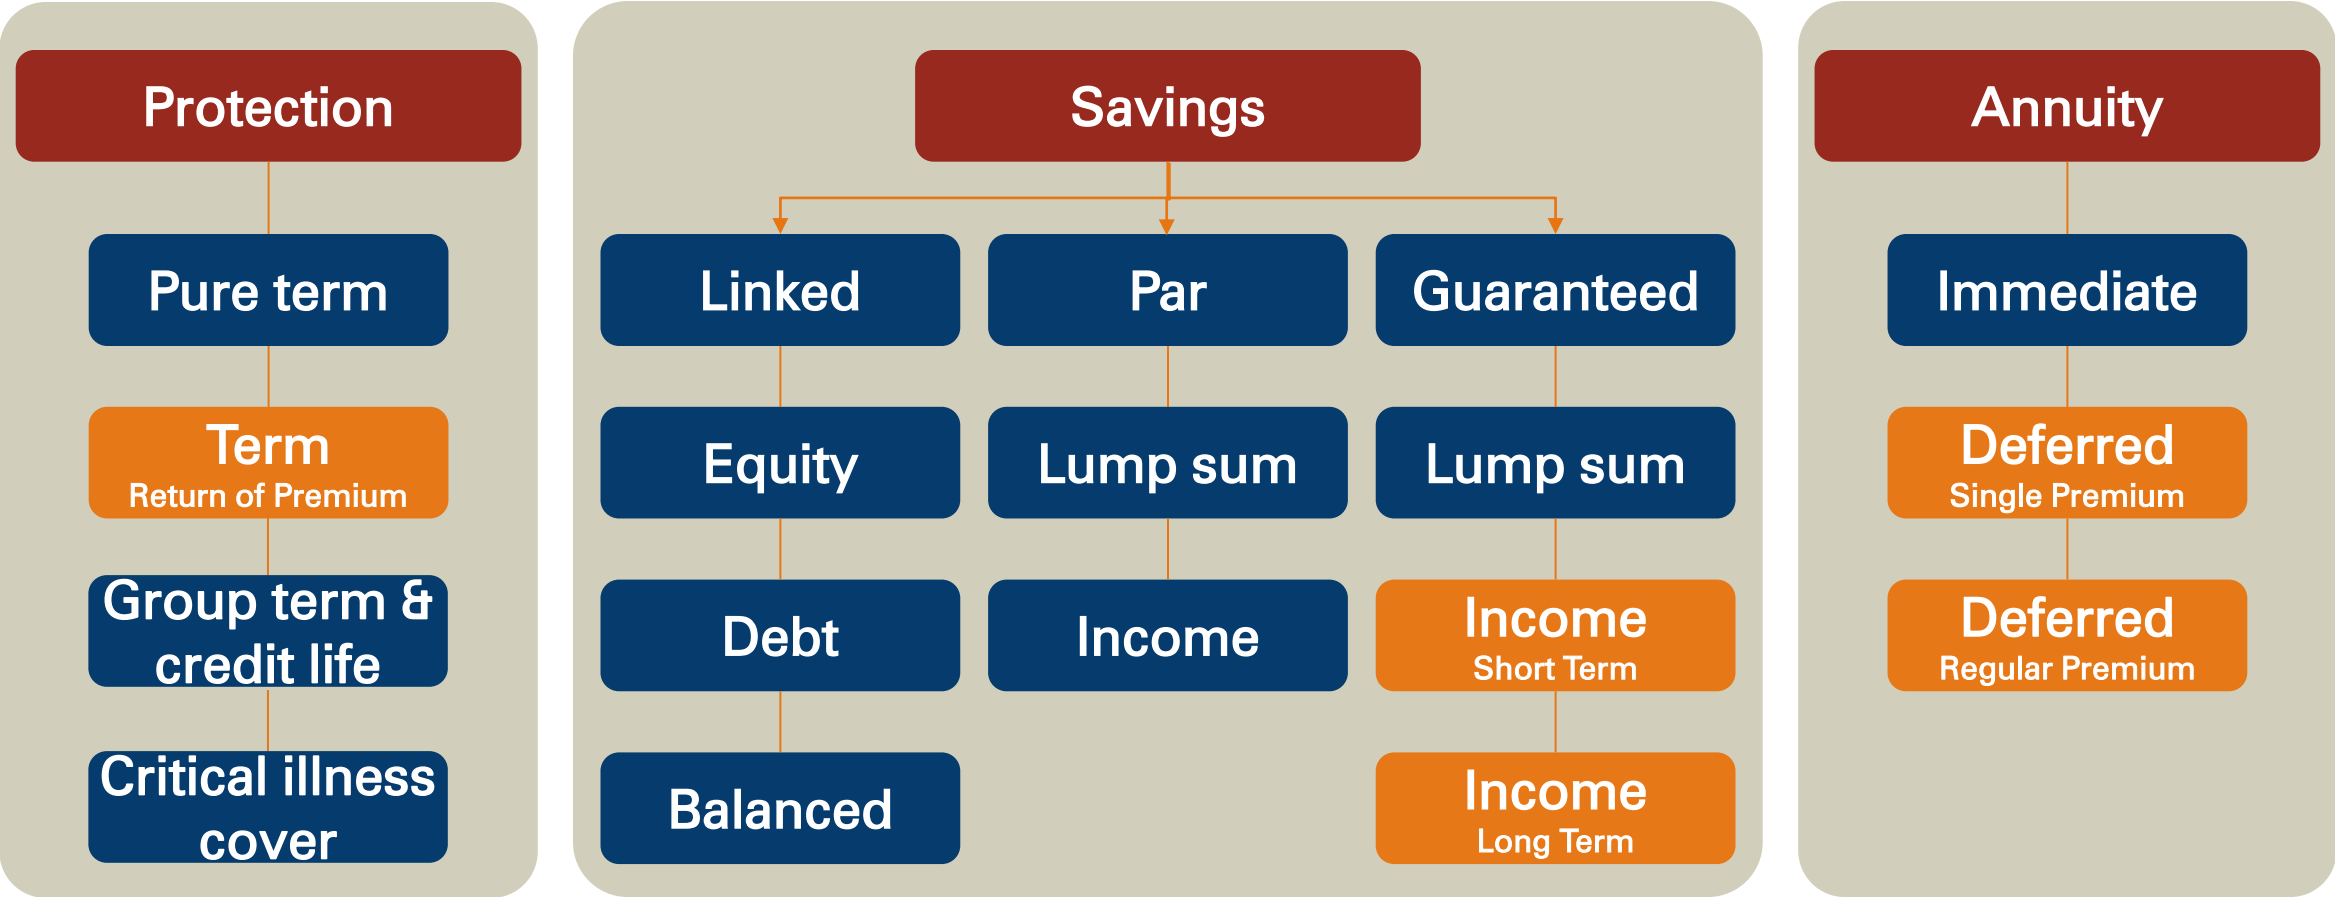 Protection
Pure term
Term
Return of Premium
Group term &
credit life
Critical illness
cover
Savings
Linked
Equity
Debt
Balanced
Par
Lump sum
Income
Guaranteed
Lump sum
Income
Short Term
Income
Long Term
Annuity
Immediate
Deferred
Single Premium
Deferred
Regular Premium